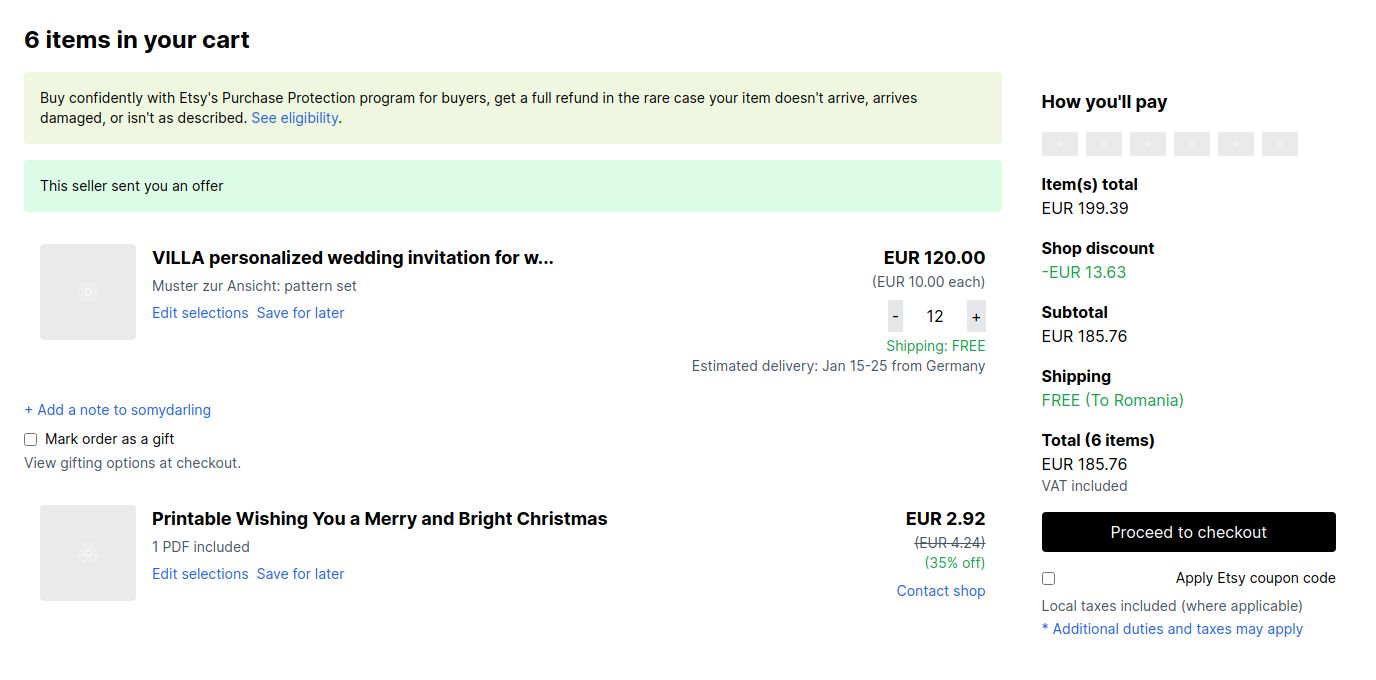 6 items in your cart
Buy confidently with Etsy's Purchase Protection program for buyers, get a full refund in the rare case your item doesn't arrive, arrives
damaged, or isn't as described. See eligibility.
This seller sent you an offer
VILLA personalized wedding invitation for w...
Muster zur Ansicht: pattern set
Edit selections Save for later
EUR 120.00
(EUR 10.00 each)
- 12 +
Shipping: FREE
Estimated delivery: Jan 15-25 from Germany
+ Add a note to somydarling
Mark order as a gift
View gifting options at checkout.
Printable Wishing You a Merry and Bright Christmas
1 PDF included
Edit selections Save for later
EUR 2.92
(EUR 4.24)
(35% off)
Contact shop
How you'll pay
Item(s) total
EUR 199.39
Shop discount
-EUR 13.63
Subtotal
EUR 185.76
Shipping
FREE (To Romania)
Total (6 items)
EUR 185.76
VAT included
Proceed to checkout
Apply Etsy coupon code
Local taxes included (where applicable)
* Additional duties and taxes may apply